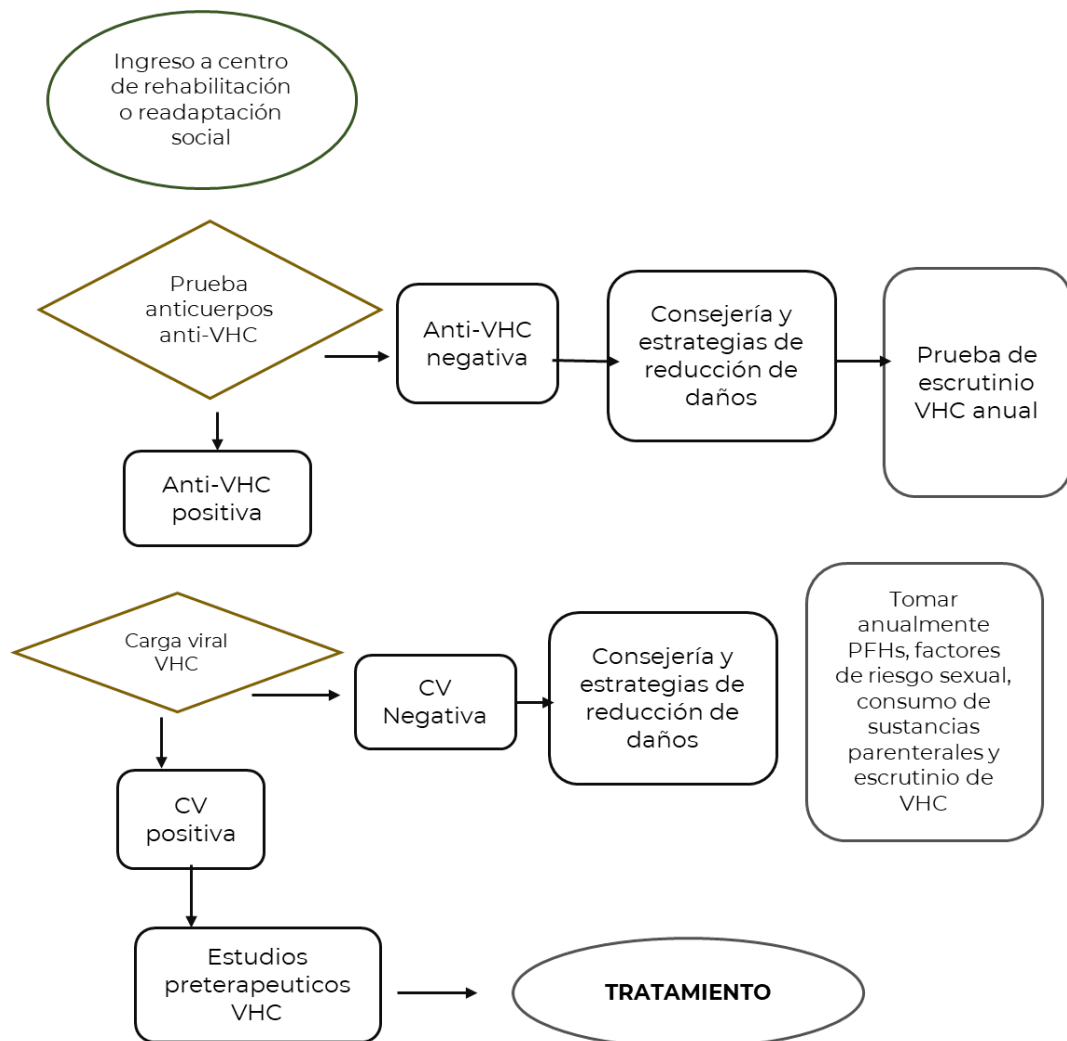 Ingreso a centro
de rehabilitación
o readaptación
social
Prueba
anticuerpos
anti-VHC
Anti-VHC
negativa
Consejería y
estrategias de
reducción de
daños
Prueba de
escrutinio
VHC anual
Anti-VHC
positiva
Carga viral
VHC
CV
Negativa
Consejería y
estrategias de
reducción de
daños
Tomar
anualmente
PFHs, factores
de riesgo sexual,
consumo de
sustancias
parenterales y
escrutinio de
VHC
CV
positiva
Estudios
preterapeuticos
VHC
TRATAMIENTO